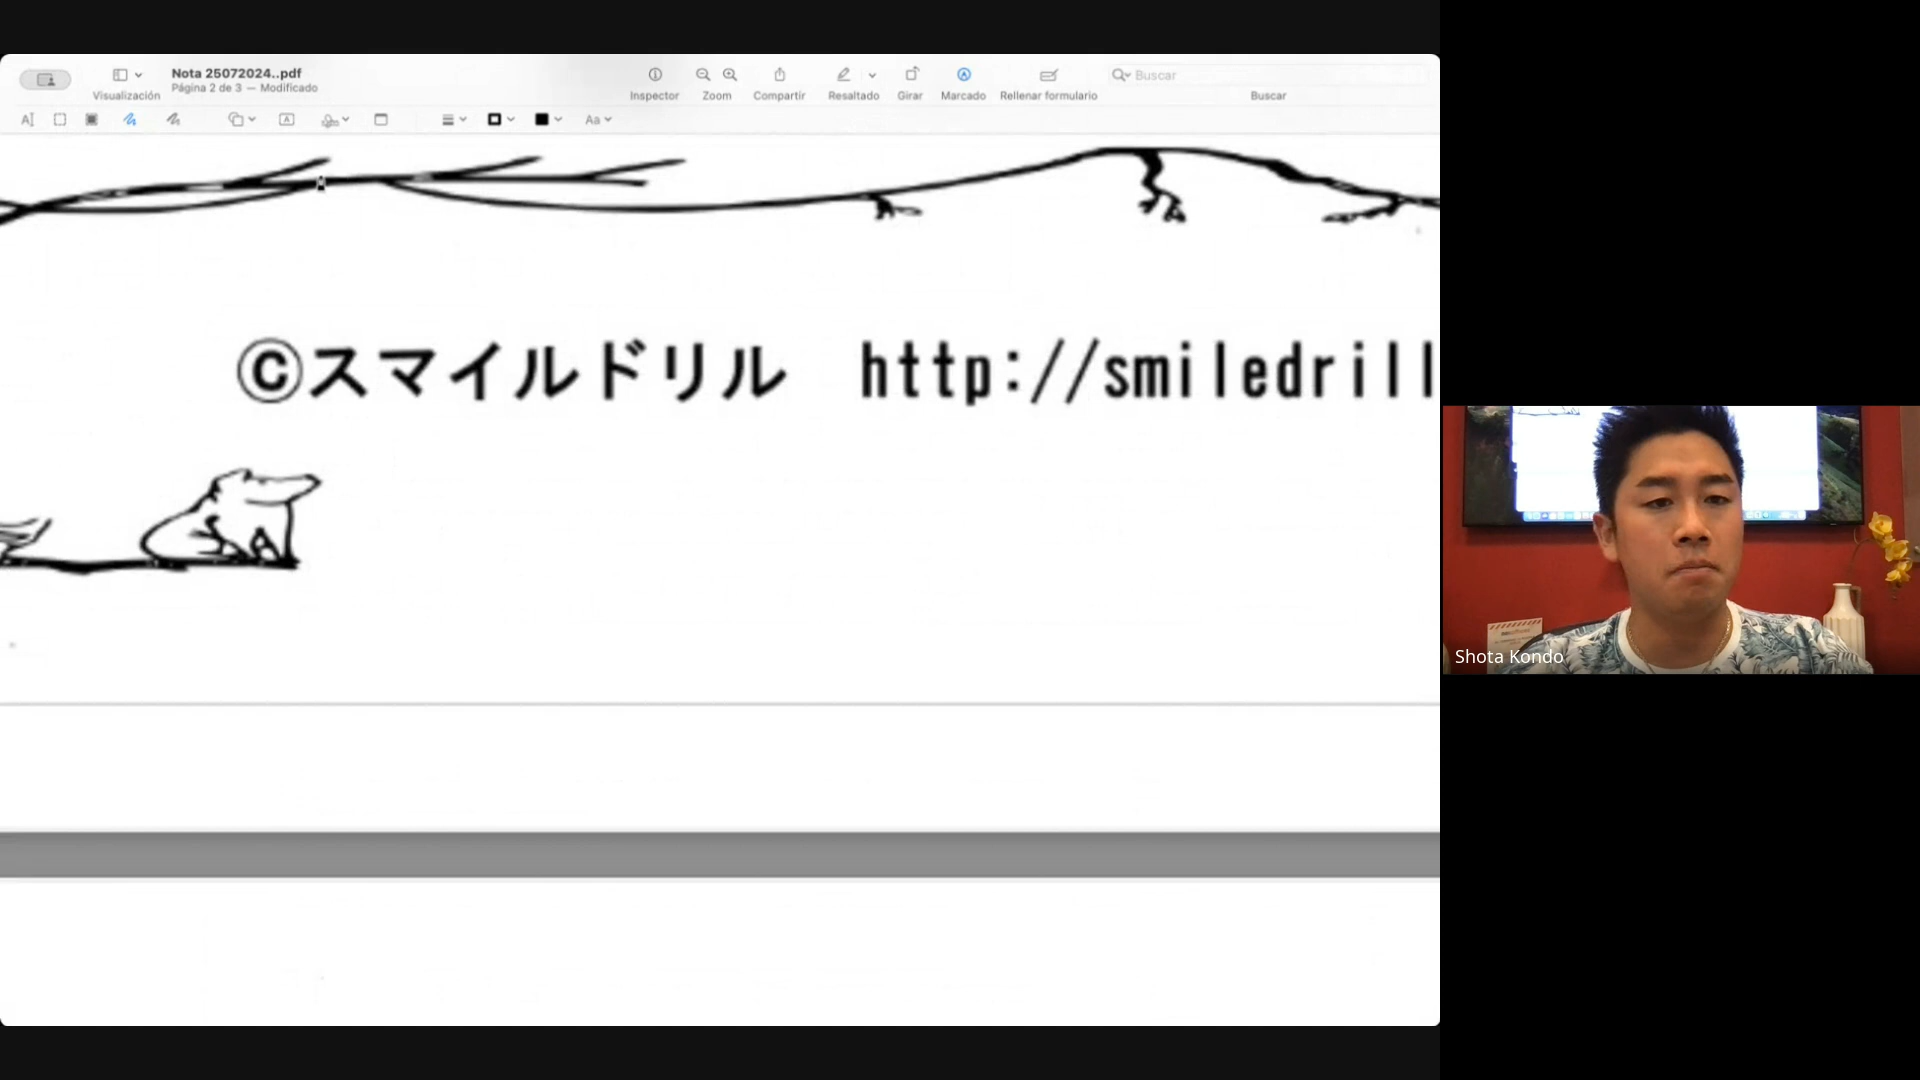 Nota 25072024..pdf
Página 2 de 3 — Modificado
Visualización
Inspector
Zoom
Compartir
Resaltado
Girar
Marcado
Rellenar formulario
Buscar
Buscar
Aa
©スマイルドリル http://smiledrill
Shota Kondo